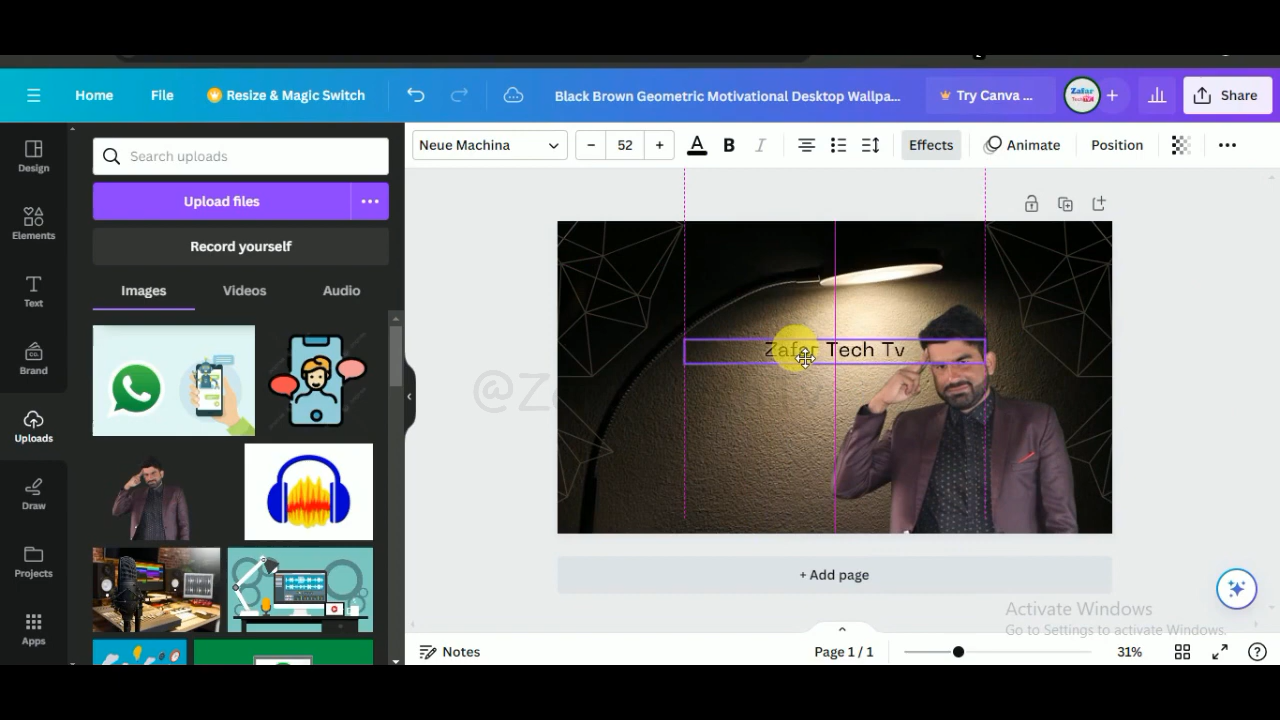 Home
File
Resize & Magic Switch
Black Brown Geometric Motivational Desktop Wallpa...
Try Canva ...
Zafar
TechTV
Share
Design
Elements
Text
Brand
Uploads
Draw
Projects
Apps
Search uploads
Upload files
Record yourself
Images
Videos
Audio
Neue Machina
52
A
B
I
Effects
Animate
Position
Zafar Tech Tv
+ Add page
Activate Windows
Go to Settings to activate Windows.
Notes
Page 1 / 1
31%